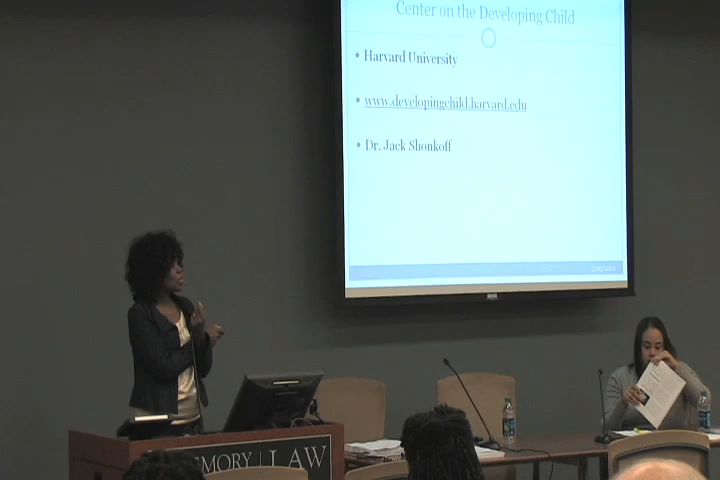 Center on the Developing Child
• Harvard University
• www.developingchild.harvard.edu
• Dr. Jack Shonkoff
EMORY | LAW